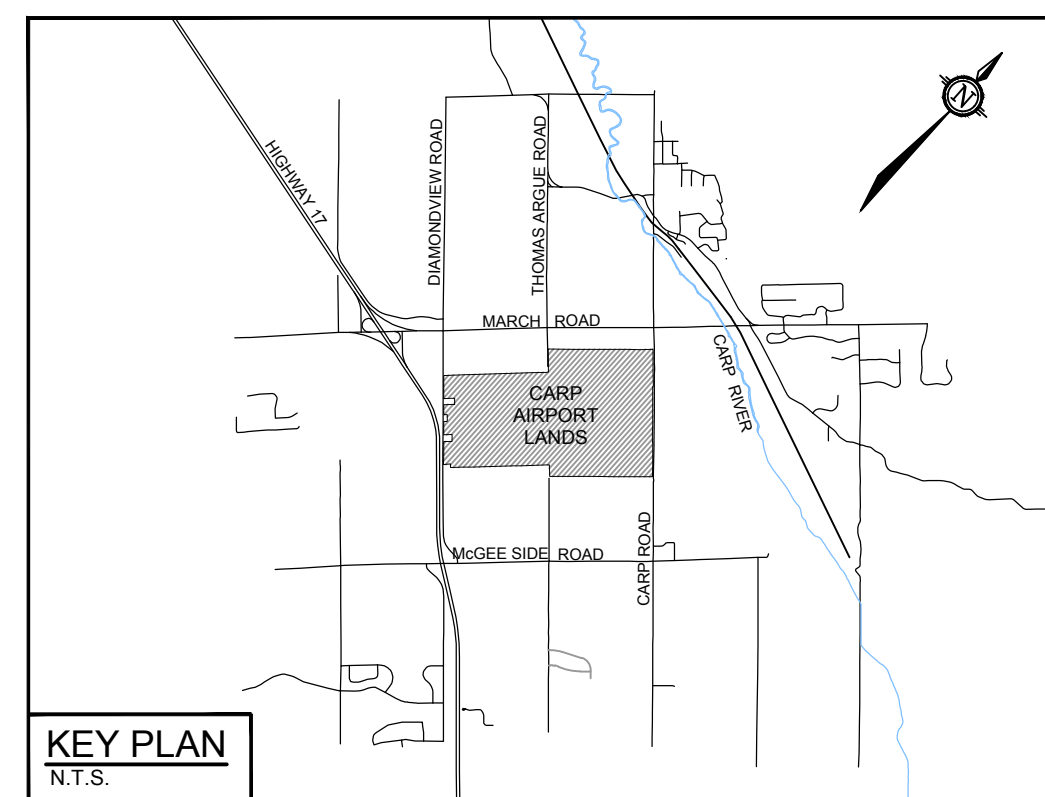 HIGHWAY 17
DIAMONDVIEW ROAD
THOMAS ARGUE ROAD
N
MARCH ROAD
CARP
AIRPORT
LANDS
CARP RIVER
McGEE SIDE ROAD
CARP ROAD
KEY PLAN
N.T.S.